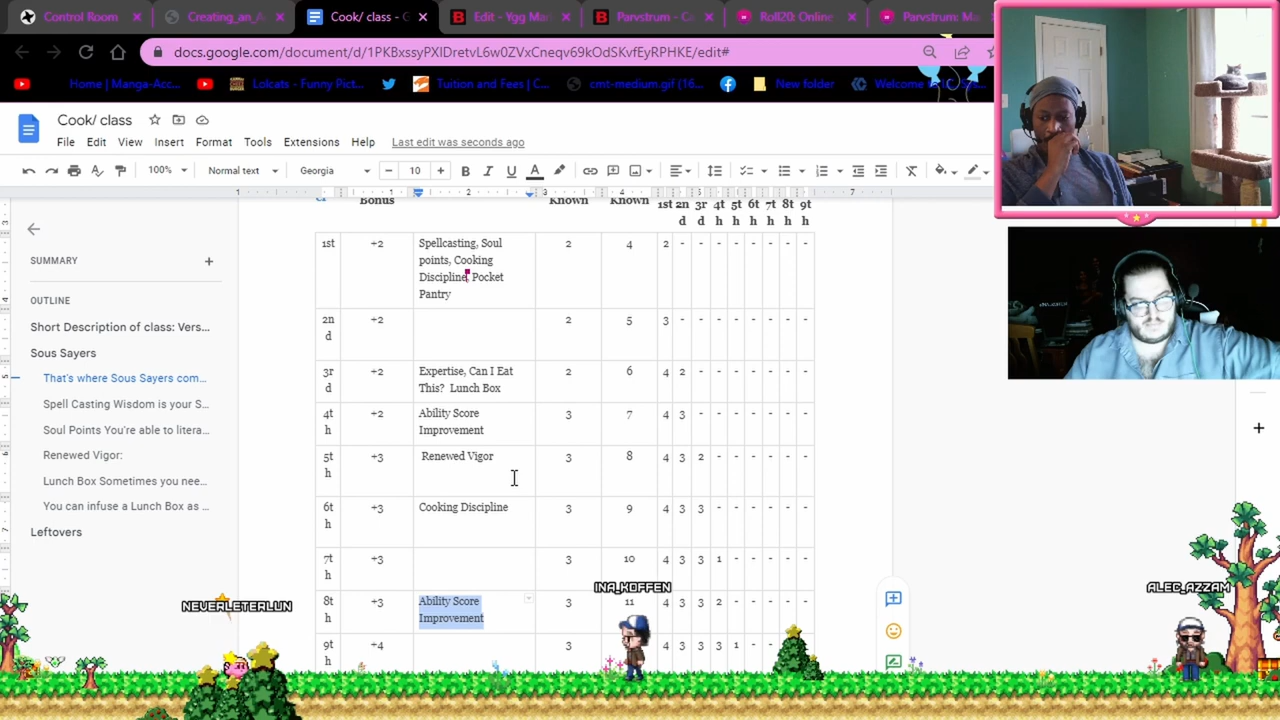 Control Room
Creating_an_A
Cook/ class - G
Edit - Ygg Mar
Parvstrum - Ca
Roll20: Online
Parvstrum: Ma
docs.google.com/document/d/1PKBxssyPXIDretvL6w0ZVxCneqv69kOdSKvfEyRPHKE/edit#
Home | Manga-Acc...
Lolcats - Funny Pict...
Tuition and Fees | C...
cmt-medium.gif (16...
New folder
Cook/ class
File Edit View Insert Format Tools Extensions Help Last edit was seconds ago
100% Normal text Georgia - 10 + B I U A
1 1 2 3 4 5 6 7
SUMMARY
OUTLINE
Short Description of class: Vers...
Sous Sayers
That's where Sous Sayers com...
Spell Casting Wisdom is your S...
Soul Points You're able to litera...
Renewed Vigor:
Lunch Box Sometimes you nee...
You can infuse a Lunch Box as ...
Leftovers
Bonus Known Known 1st 2nd 3rd 4th 5th 6th 7th 8th 9th
1st +2 Spellcasting, Soul points, Cooking Discipline, Pocket Pantry 2 4 2 - - - - - - - -
2nd +2 2 5 3 - - - - - - - -
3rd +2 Expertise, Can I Eat This? Lunch Box 2 6 4 2 - - - - - - -
4th +2 Ability Score Improvement 3 7 4 3 - - - - - - -
5th +3 Renewed Vigor 3 8 4 3 2 - - - - - -
6th +3 Cooking Discipline 3 9 4 3 3 - - - - - -
7th +3 3 10 4 3 3 1 - - - - -
8th +3 Ability Score Improvement 3 11 4 3 3 2 - - - - -
9th +4 3 4 3 3 3 1 - - - -
NEVERLETERLUN
INA_KOFFEN
ALEC_AZZAM